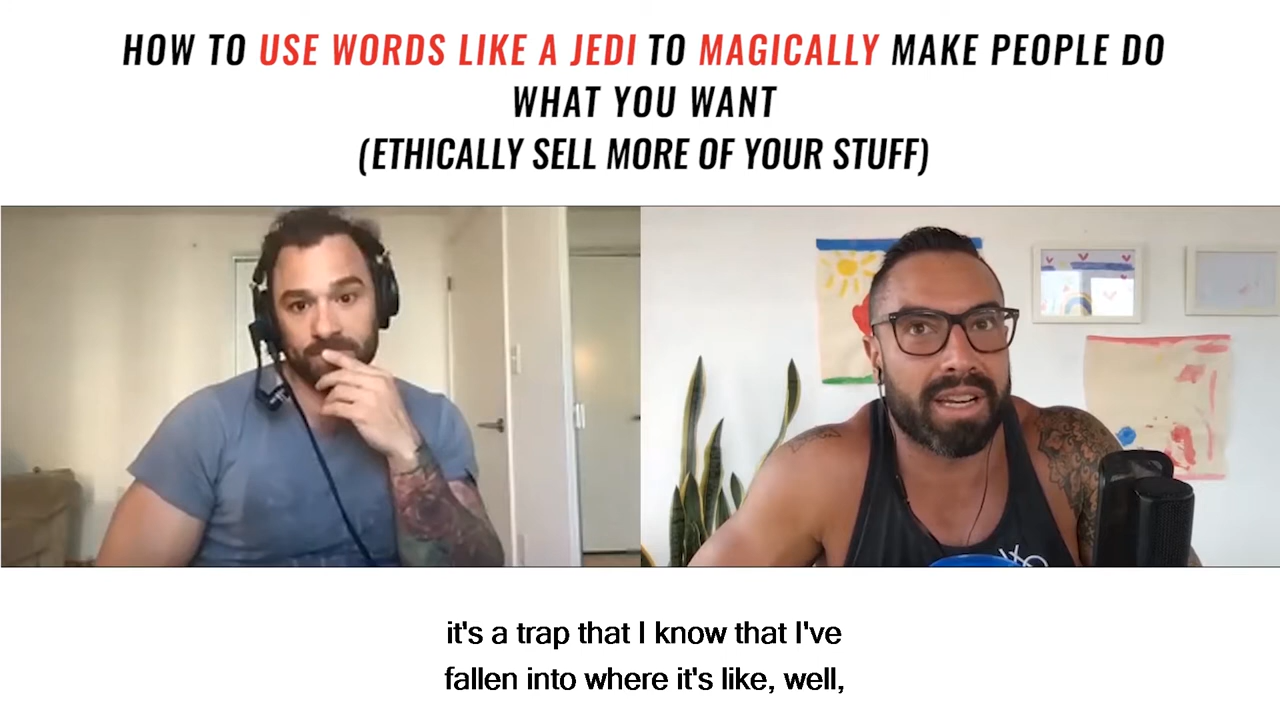 HOW TO USE WORDS LIKE A JEDI TO MAGICALLY MAKE PEOPLE DO
WHAT YOU WANT
(ETHICALLY SELL MORE OF YOUR STUFF)
it's a trap that I know that I've
fallen into where it's like, well,